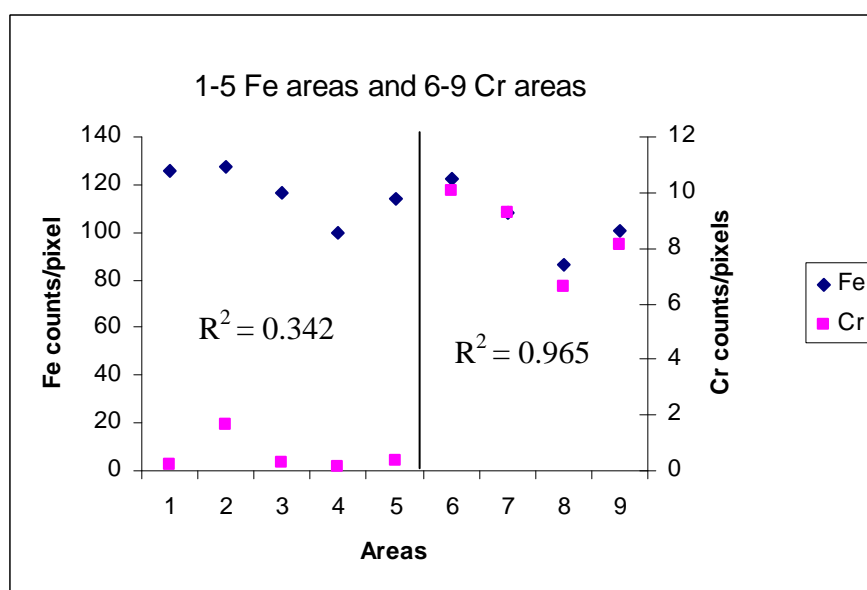 1-5 Fe areas and 6-9 Cr areas
140
120
100
80
60
40
20
0
Fe counts/pixel
12
10
8
6
4
2
0
Cr counts/pixels
R² = 0.342
R² = 0.965
1 2 3 4 5 6 7 8 9
Areas
Fe
Cr